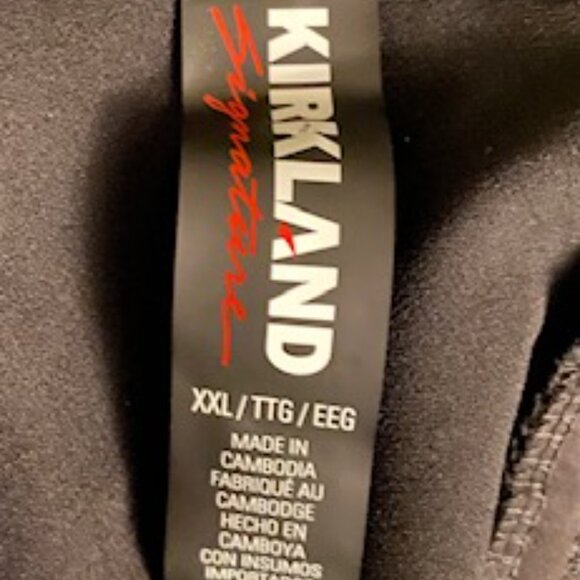 KIRKLAND
Signature
XXL / TTG / EEG
MADE IN
CAMBODIA
FABRIQUÉ AU
CAMBODGE
HECHO EN
CAMBOYA
CON INSUMOS